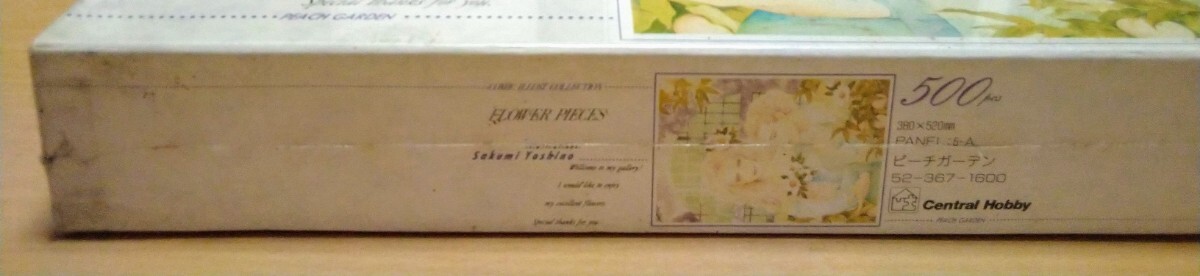 Special thanks for you.
PEACH GARDEN
COMIC ILLUST COLLECTION
FLOWER PIECES
Sakumi Yoshino
Wellcome to my gallery!
I would like to enjoy
my excellent flowers
Special thanks for you
500pcs
380×520mm
PANEL
ピーチガーデン
52-367-1600
Central Hobby
PEACH GARDEN